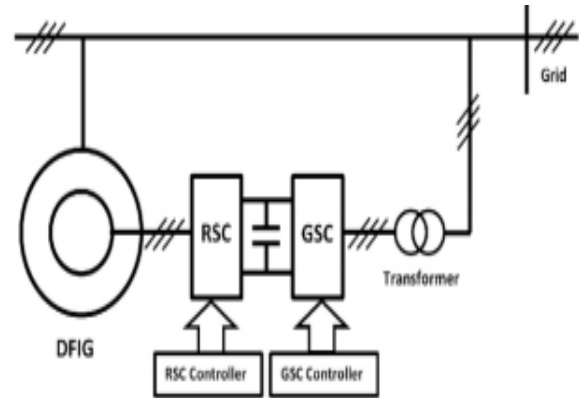 Grid
RSC
GSC
Transformer
DFIG
RSC Controller
GSC Controller